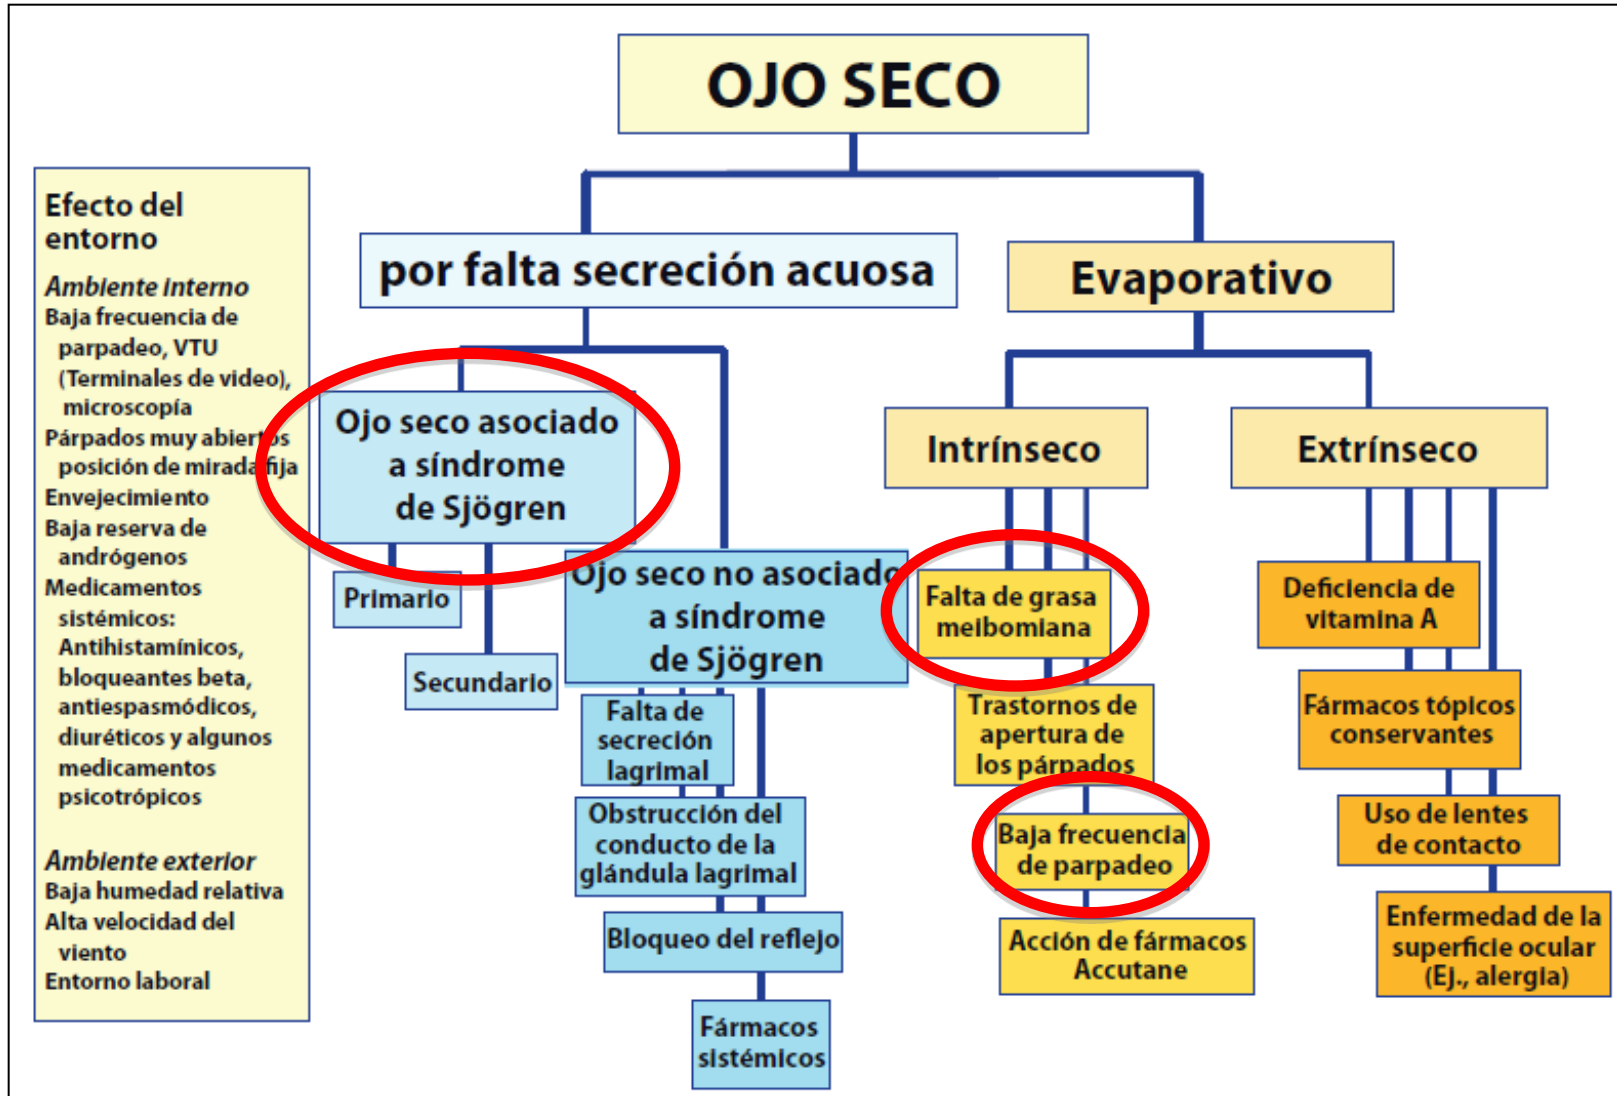 OJO SECO
Efecto del
entorno
Ambiente interno
Baja frecuencia de
parpadeo, VTU
(Terminales de video),
microscopía
Párpados muy abiertos
posición de mirada fija
Envejecimiento
Baja reserva de
andrógenos
Medicamentos
sistémicos:
Antihistamínicos,
bloqueantes beta,
antiespasmódicos,
diuréticos y algunos
medicamentos
psicotrópicos
Ambiente exterior
Baja humedad relativa
Alta velocidad del
viento
Entorno laboral
por falta secreción acuosa
Ojo seco asociado
a síndrome
de Sjögren
Primario
Secundario
Ojo seco no asociado
a síndrome
de Sjögren
Falta de
secreción
lagrimal
Obstrucción del
conducto de la
glándula lagrimal
Bloqueo del reflejo
Fármacos
sistémicos
Evaporativo
Intrínseco
Falta de grasa
meibomiana
Trastornos de
apertura de
los párpados
Baja frecuencia
de parpadeo
Acción de fármacos
Accutane
Extrínseco
Deficiencia de
vitamina A
Fármacos tópicos
conservantes
Uso de lentes
de contacto
Enfermedad de la
superficie ocular
(Ej., alergia)